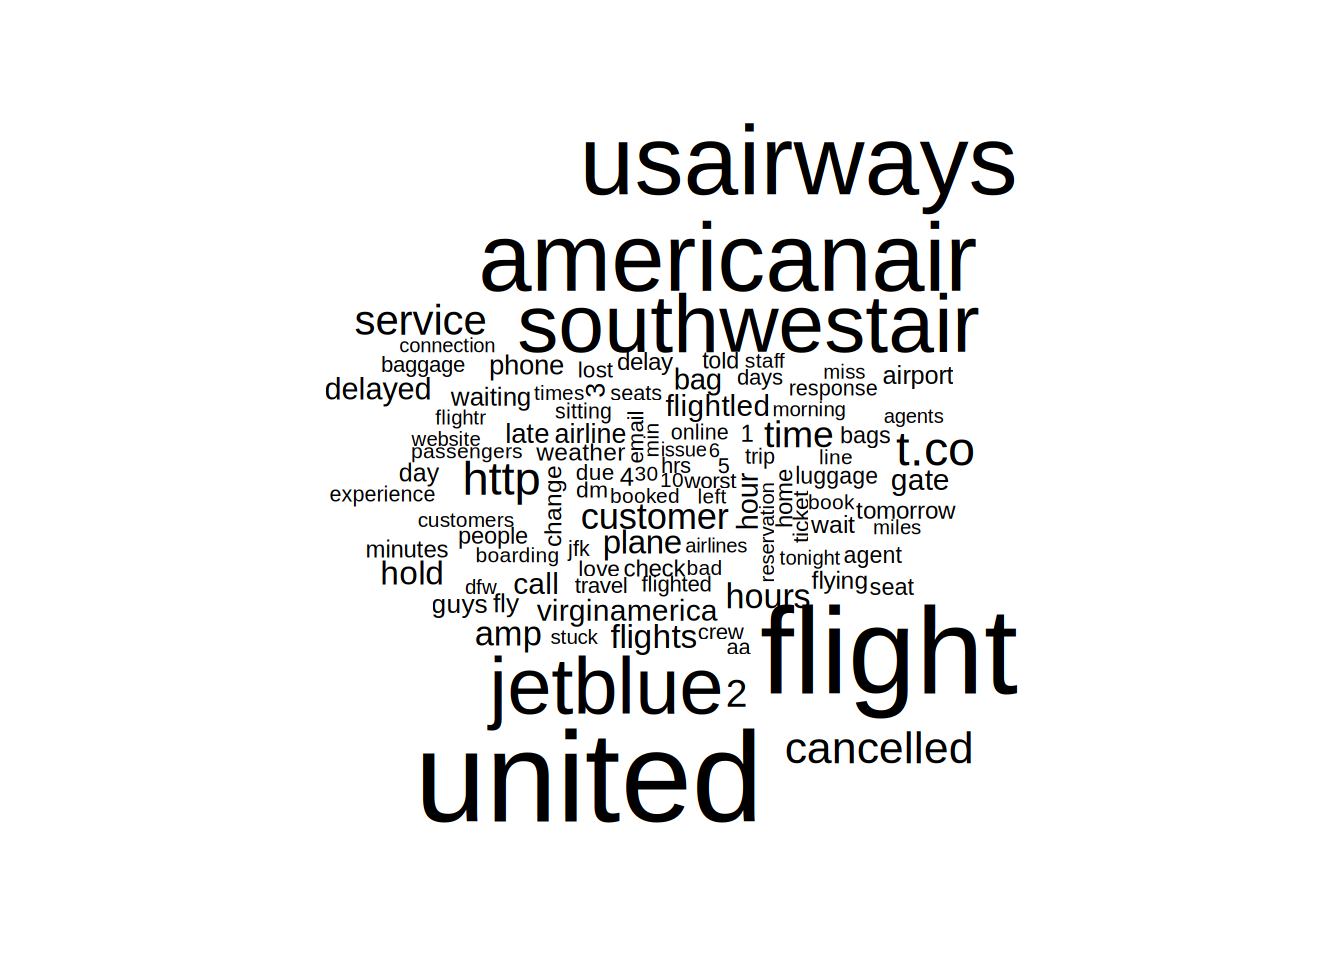 usairways
americanair
service southwestair
connection
baggage phone lost delay told staff
delayed waiting times 3 seats bag days miss response airport
flightr sitting email min flightled morning agents
website late airline online 1 time bags t.co
passengers weather issue 6 trip line
day http change due 4 30 hrs 5 luggage gate
experience dm booked 10 worst left hour reservation home ticket book
customers customer wait tomorrow miles
people plane airlines
minutes boarding jfk tonight agent
hold love check bad
dfw call travel flighted hours flying seat
guys fly virginamerica
amp stuck flights crew flight
aa
jetblue 2
united cancelled